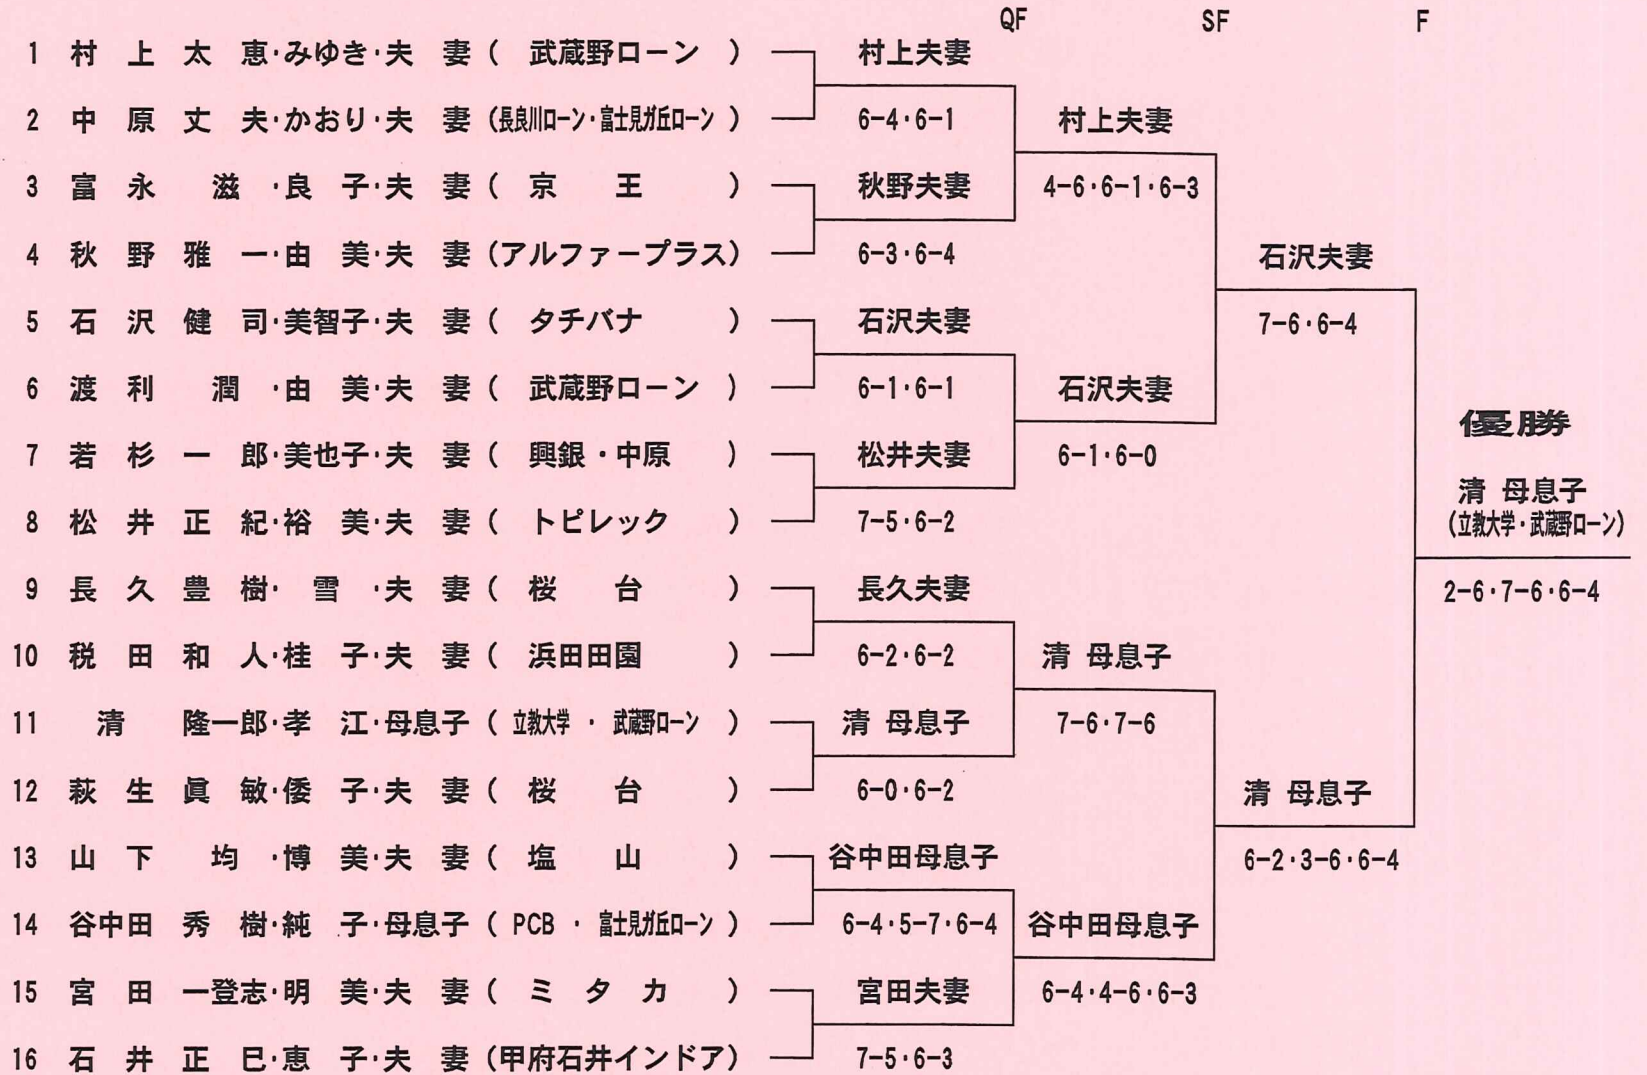 QF SF F
1 村上太恵・みゆき・夫妻(武蔵野ローン) 村上夫妻
2 中原丈夫・かおり・夫妻(長良川ローン・富士見ガ丘ローン) 6-4・6-1 村上夫妻
3 富永滋・良子・夫妻(京王) 秋野夫妻 4-6・6-1・6-3
4 秋野雅一・由美・夫妻(アルファープラス) 6-3・6-4 石沢夫妻
5 石沢健司・美智子・夫妻(タチバナ) 石沢夫妻 7-6・6-4
6 渡利潤・由美・夫妻(武蔵野ローン) 6-1・6-1 石沢夫妻
優勝
7 若杉一郎・美也子・夫妻(興銀・中原) 松井夫妻 6-1・6-0
清 母息子
8 松井正紀・裕美・夫妻(トピレック) 7-5・6-2 (立教大学・武蔵野ローン)
9 長久豊樹・雪・夫妻(桜台) 長久夫妻 2-6・7-6・6-4
10 税田和人・桂子・夫妻(浜田田園) 6-2・6-2 清 母息子
11 清隆一郎・孝江・母息子(立教大学・武蔵野ローン) 清 母息子 7-6・7-6
12 萩生眞敏・倭子・夫妻(桜台) 6-0・6-2 清 母息子
13 山下均・博美・夫妻(塩山) 谷中田母息子 6-2・3-6・6-4
14 谷中田秀樹・純子・母息子(PCB・富士見ガ丘ローン) 6-4・5-7・6-4 谷中田母息子
15 宮田一登志・明美・夫妻(ミタカ) 宮田夫妻 6-4・4-6・6-3
16 石井正巳・恵子・夫妻(甲府石井インドア) 7-5・6-3